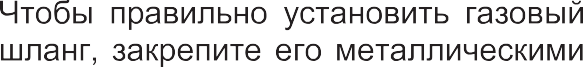 Чтобы правильно установить газовый
шланг, закрепите его металлическими